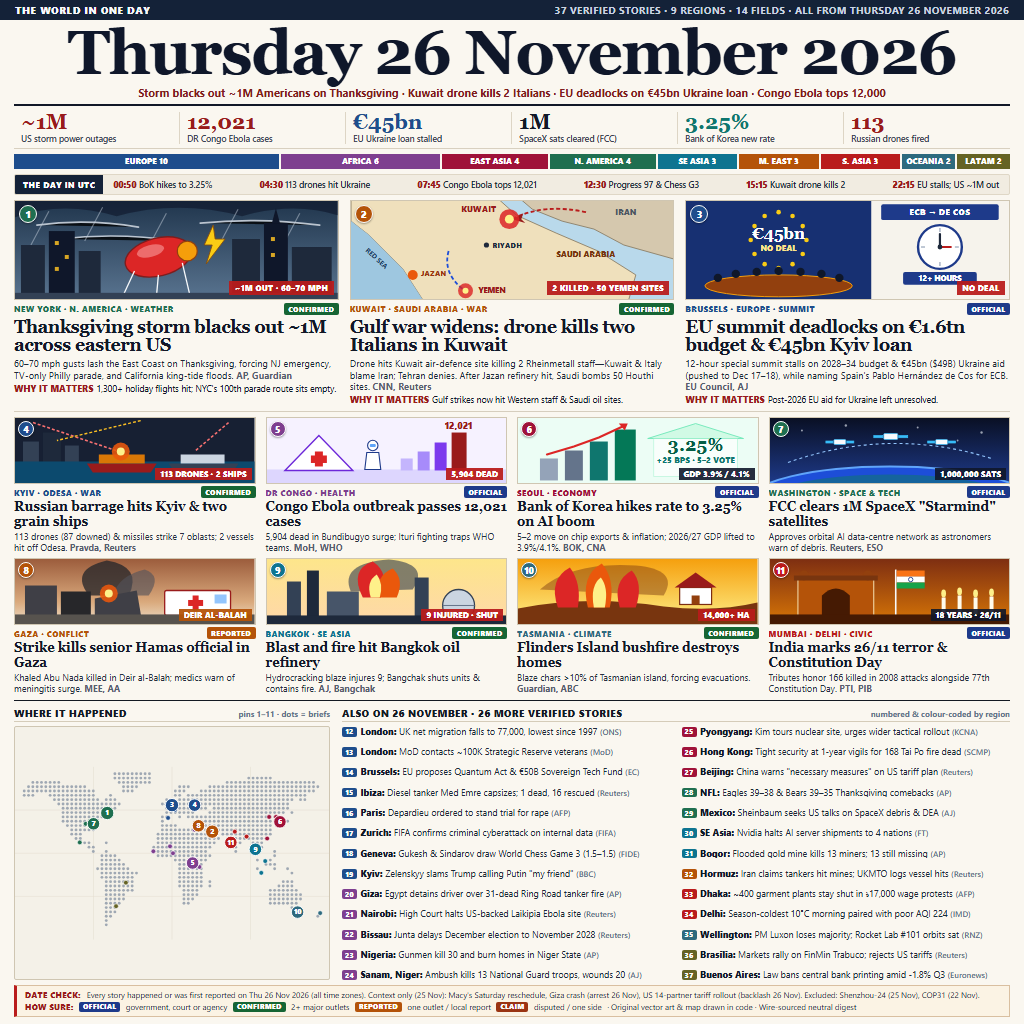 THE WORLD IN ONE DAY
37 VERIFIED STORIES · 9 REGIONS · 14 FIELDS · ALL FROM THURSDAY 26 NOVEMBER 2026
Thursday 26 November 2026
Storm blacks out ~1M Americans on Thanksgiving · Kuwait drone kills 2 Italians · EU deadlocks on €45bn Ukraine loan · Congo Ebola tops 12,000
~1M
US storm power outages
12,021
DR Congo Ebola cases
€45bn
EU Ukraine loan stalled
1M
SpaceX sats cleared (FCC)
3.25%
Bank of Korea new rate
113
Russian drones fired
EUROPE 10
AFRICA 6
EAST ASIA 4
N. AMERICA 4
SE ASIA 3
M. EAST 3
S. ASIA 3
OCEANIA 2
LATAM 2
THE DAY IN UTC
00:50 BoK hikes to 3.25%
04:30 113 drones hit Ukraine
07:45 Congo Ebola tops 12,021
12:30 Progress 97 & Chess G3
15:15 Kuwait drone kills 2
22:15 EU stalls; US ~1M out
1
~1M OUT · 60–70 MPH
NEW YORK · N. AMERICA · WEATHER
CONFIRMED
Thanksgiving storm blacks out ~1M
across eastern US
60–70 mph gusts lash the East Coast on Thanksgiving, forcing NJ emergency,
TV-only Philly parade, and California king-tide floods. AP, Guardian
WHY IT MATTERS 1,300+ holiday flights hit; NYC's 100th parade route sits empty.
2
KUWAIT
IRAN
RIYADH
SAUDI ARABIA
RED SEA
JAZAN
YEMEN
2 KILLED · 50 YEMEN SITES
KUWAIT · SAUDI ARABIA · WAR
CONFIRMED
Gulf war widens: drone kills two
Italians in Kuwait
Drone hits Kuwait air-defence site killing 2 Rheinmetall staff—Kuwait & Italy
blame Iran; Tehran denies. After Jazan refinery hit, Saudi bombs 50 Houthi
sites. CNN, Reuters
WHY IT MATTERS Gulf strikes now hit Western staff & Saudi oil sites.
3
€45bn
NO DEAL
ECB → DE COS
12+ HOURS
NO DEAL
BRUSSELS · EUROPE · SUMMIT
OFFICIAL
EU summit deadlocks on €1.6tn
budget & €45bn Kyiv loan
12-hour special summit stalls on 2028–34 budget & €45bn ($49B) Ukraine aid
(pushed to Dec 17–18), while naming Spain's Pablo Hernández de Cos for ECB.
EU Council, AJ
WHY IT MATTERS Post-2026 EU aid for Ukraine left unresolved.
4
113 DRONES · 2 SHIPS
KYIV · ODESA · WAR
CONFIRMED
Russian barrage hits Kyiv & two
grain ships
113 drones (87 downed) & missiles strike 7 oblasts; 2 vessels
hit off Odesa. Pravda, Reuters
5
12,021
5,904 DEAD
DR CONGO · HEALTH
OFFICIAL
Congo Ebola outbreak passes 12,021
cases
5,904 dead in Bundibugyo surge; Ituri fighting traps WHO
teams. MoH, WHO
6
3.25%
+25 BPS · 5–2 VOTE
GDP 3.9% / 4.1%
SEOUL · ECONOMY
OFFICIAL
Bank of Korea hikes rate to 3.25%
on AI boom
5–2 move on chip exports & inflation; 2026/27 GDP lifted to
3.9%/4.1%. BOK, CNA
7
1,000,000 SATS
WASHINGTON · SPACE & TECH
OFFICIAL
FCC clears 1M SpaceX "Starmind"
satellites
Approves orbital AI data-centre network as astronomers
warn of debris. Reuters, ESO
8
DEIR AL-BALAH
GAZA · CONFLICT
REPORTED
Strike kills senior Hamas official in
Gaza
Khaled Abu Nada killed in Deir al-Balah; medics warn of
meningitis surge. MEE, AA
9
9 INJURED · SHUT
BANGKOK · SE ASIA
CONFIRMED
Blast and fire hit Bangkok oil
refinery
Hydrocracking blaze injures 9; Bangchak shuts units &
contains fire. AJ, Bangchak
10
14,000+ HA
TASMANIA · CLIMATE
CONFIRMED
Flinders Island bushfire destroys
homes
Blaze chars >10% of Tasmanian island, forcing evacuations.
Guardian, ABC
11
18 YEARS · 26/11
MUMBAI · DELHI · CIVIC
OFFICIAL
India marks 26/11 terror &
Constitution Day
Tributes honor 166 killed in 2008 attacks alongside 77th
Constitution Day. PTI, PIB
WHERE IT HAPPENED
pins 1–11 · dots = briefs
1
7
3
4
8
2
6
11
9
5
10
ALSO ON 26 NOVEMBER · 26 MORE VERIFIED STORIES
numbered & colour-coded by region
12 London: UK net migration falls to 77,000, lowest since 1997 (ONS)
13 London: MoD contacts ~100K Strategic Reserve veterans (MoD)
14 Brussels: EU proposes Quantum Act & €50B Sovereign Tech Fund (EC)
15 Ibiza: Diesel tanker Med Emre capsizes; 1 dead, 16 rescued (Reuters)
16 Paris: Depardieu ordered to stand trial for rape (AFP)
17 Zurich: FIFA confirms criminal cyberattack on internal data (FIFA)
18 Geneva: Gukesh & Sindarov draw World Chess Game 3 (1.5–1.5) (FIDE)
19 Kyiv: Zelenskyy slams Trump calling Putin "my friend" (BBC)
20 Giza: Egypt detains driver over 31-dead Ring Road tanker fire (AP)
21 Nairobi: High Court halts US-backed Laikipia Ebola site (Reuters)
22 Bissau: Junta delays December election to November 2028 (Reuters)
23 Nigeria: Gunmen kill 30 and burn homes in Niger State (AP)
24 Sanam, Niger: Ambush kills 13 National Guard troops, wounds 20 (AJ)
25 Pyongyang: Kim tours nuclear site, urges wider tactical rollout (KCNA)
26 Hong Kong: Tight security at 1-year vigils for 168 Tai Po fire dead (SCMP)
27 Beijing: China warns "necessary measures" on US tariff plan (Reuters)
28 NFL: Eagles 39–38 & Bears 39–35 Thanksgiving comebacks (AP)
29 Mexico: Sheinbaum seeks US talks on SpaceX debris & DEA (AJ)
30 SE Asia: Nvidia halts AI server shipments to 4 nations (FT)
31 Bogor: Flooded gold mine kills 13 miners; 13 still missing (AP)
32 Hormuz: Iran claims tankers hit mines; UKMTO logs vessel hits (Reuters)
33 Dhaka: ~400 garment plants stay shut in ৳17,000 wage protests (AFP)
34 Delhi: Season-coldest 10°C morning paired with poor AQI 224 (IMD)
35 Wellington: PM Luxon loses majority; Rocket Lab #101 orbits sat (RNZ)
36 Brasília: Markets rally on FinMin Trabuco; rejects US tariffs (Reuters)
37 Buenos Aires: Law bans central bank printing amid -1.8% Q3 (Euronews)
DATE CHECK: Every story happened or was first reported on Thu 26 Nov 2026 (all time zones). Context only (25 Nov): Macy's Saturday reschedule, Giza crash (arrest 26 Nov), US 14-partner tariff rollout (backlash 26 Nov). Excluded: Shenzhou-24 (25 Nov), COP31 (22 Nov).
HOW SURE: OFFICIAL government, court or agency CONFIRMED 2+ major outlets REPORTED one outlet / local report CLAIM disputed / one side · Original vector art & map drawn in code · Wire-sourced neutral digest